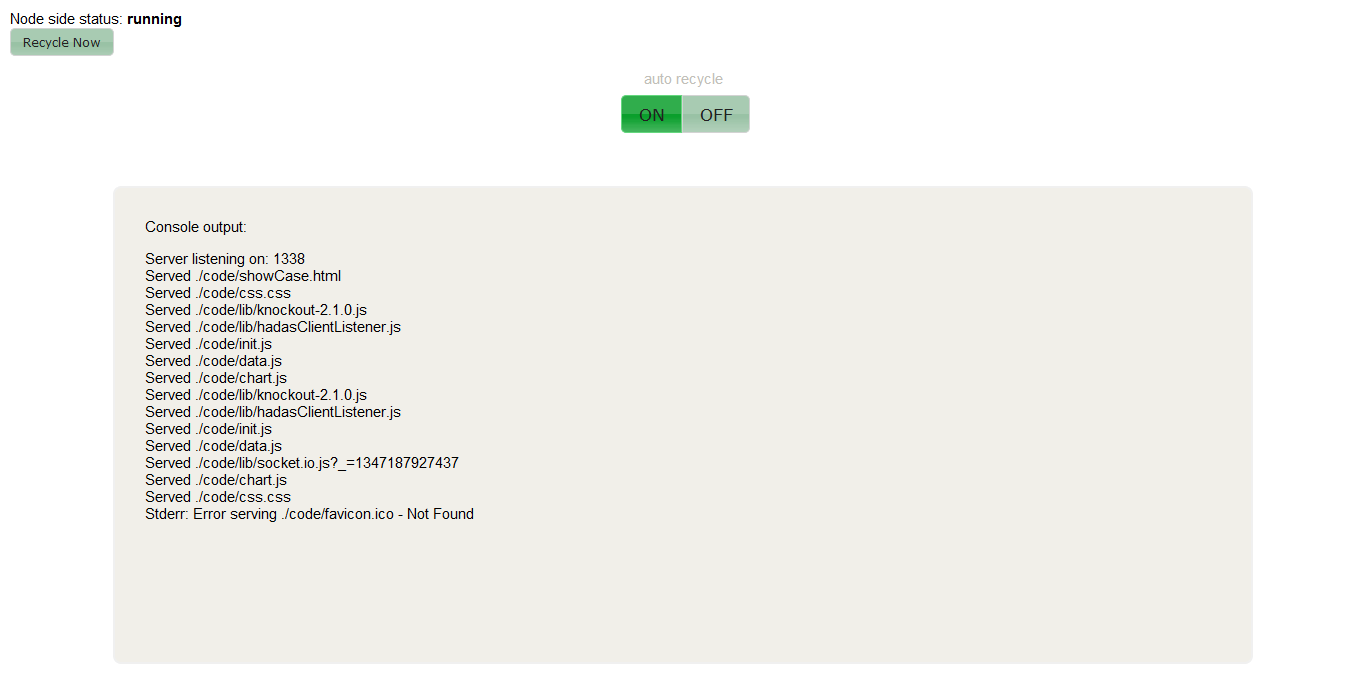 Node side status: running
Recycle Now
auto recycle
ON OFF
Console output:
Server listening on: 1338
Served ./code/showCase.html
Served ./code/css.css
Served ./code/lib/knockout-2.1.0.js
Served ./code/lib/hadasClientListener.js
Served ./code/init.js
Served ./code/data.js
Served ./code/chart.js
Served ./code/lib/knockout-2.1.0.js
Served ./code/lib/hadasClientListener.js
Served ./code/init.js
Served ./code/data.js
Served ./code/lib/socket.io.js?_=1347187927437
Served ./code/chart.js
Served ./code/css.css
Stderr: Error serving ./code/favicon.ico - Not Found